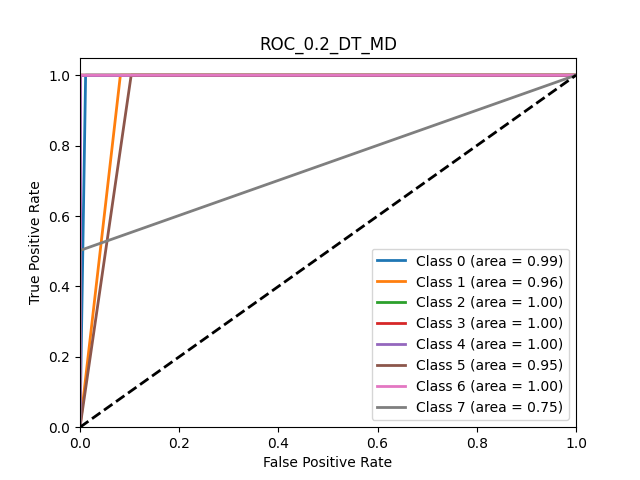 ROC_0.2_DT_MD
True Positive Rate
1.0
0.8
0.6
0.4
0.2
0.0
Class 0 (area = 0.99)
Class 1 (area = 0.96)
Class 2 (area = 1.00)
Class 3 (area = 1.00)
Class 4 (area = 1.00)
Class 5 (area = 0.95)
Class 6 (area = 1.00)
Class 7 (area = 0.75)
0.0 0.2 0.4 0.6 0.8 1.0
False Positive Rate